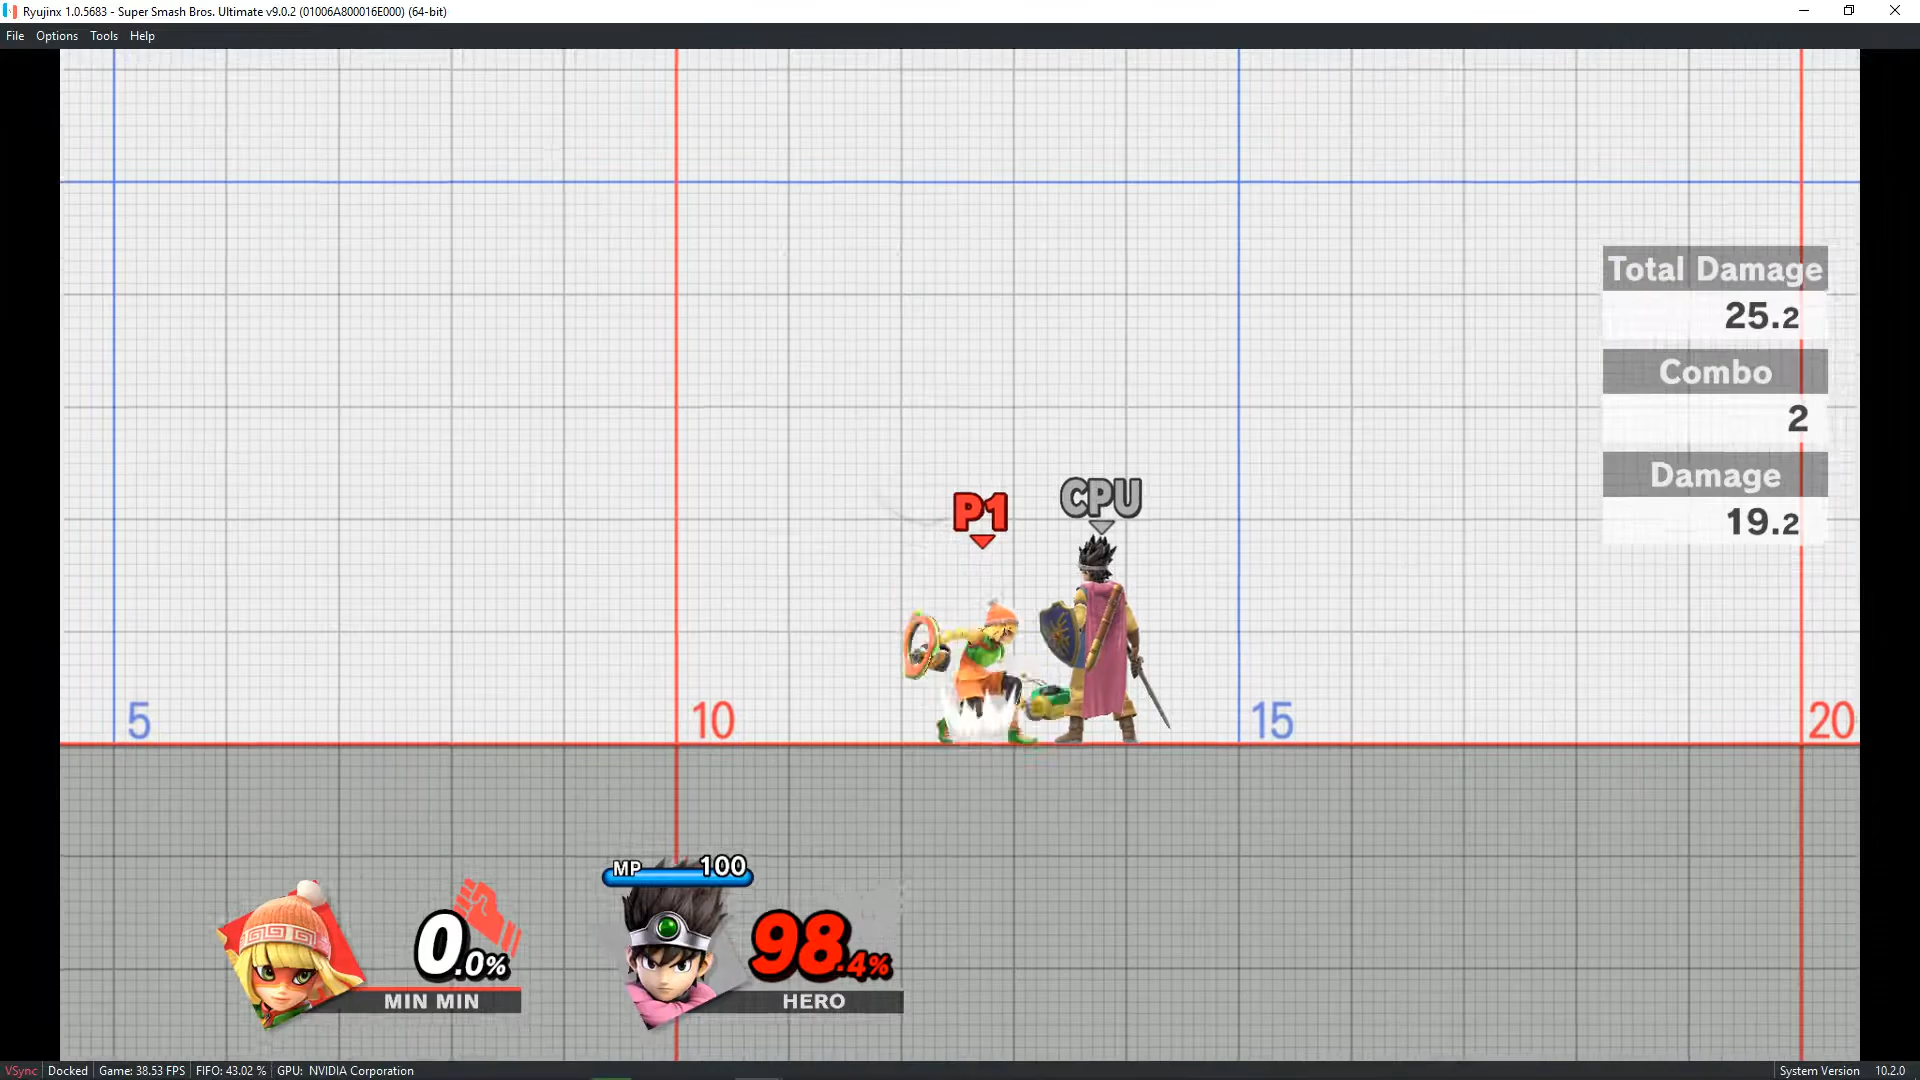 Ryujinx 1.0.5683 - Super Smash Bros. Ultimate v9.0.2 (01006A800016E000) (64-bit)
File Options Tools Help
Total Damage
25.2
Combo
2
Damage
19.2
P1
CPU
5
10
15
20
MP 100
0.0%
MIN MIN
98.4%
HERO
VSync Docked Game: 38.53 FPS FIFO: 43.02 % GPU: NVIDIA Corporation System Version 10.2.0